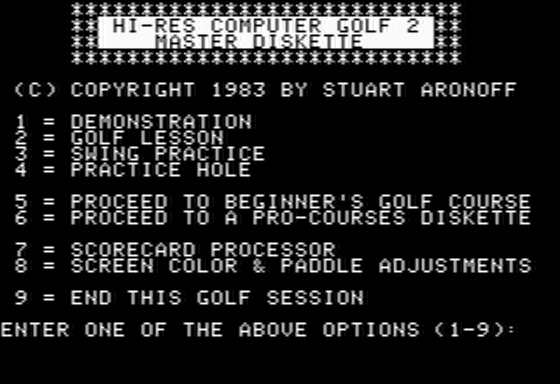 ******************************
** HI-RES COMPUTER GOLF 2 **
** MASTER DISKETTE **
******************************
(C) COPYRIGHT 1983 BY STUART ARONOFF
1 = DEMONSTRATION
2 = GOLF LESSON
3 = SWING PRACTICE
4 = PRACTICE HOLE
5 = PROCEED TO BEGINNER'S GOLF COURSE
6 = PROCEED TO A PRO-COURSES DISKETTE
7 = SCORECARD PROCESSOR
8 = SCREEN COLOR & PADDLE ADJUSTMENTS
9 = END THIS GOLF SESSION
ENTER ONE OF THE ABOVE OPTIONS (1-9):